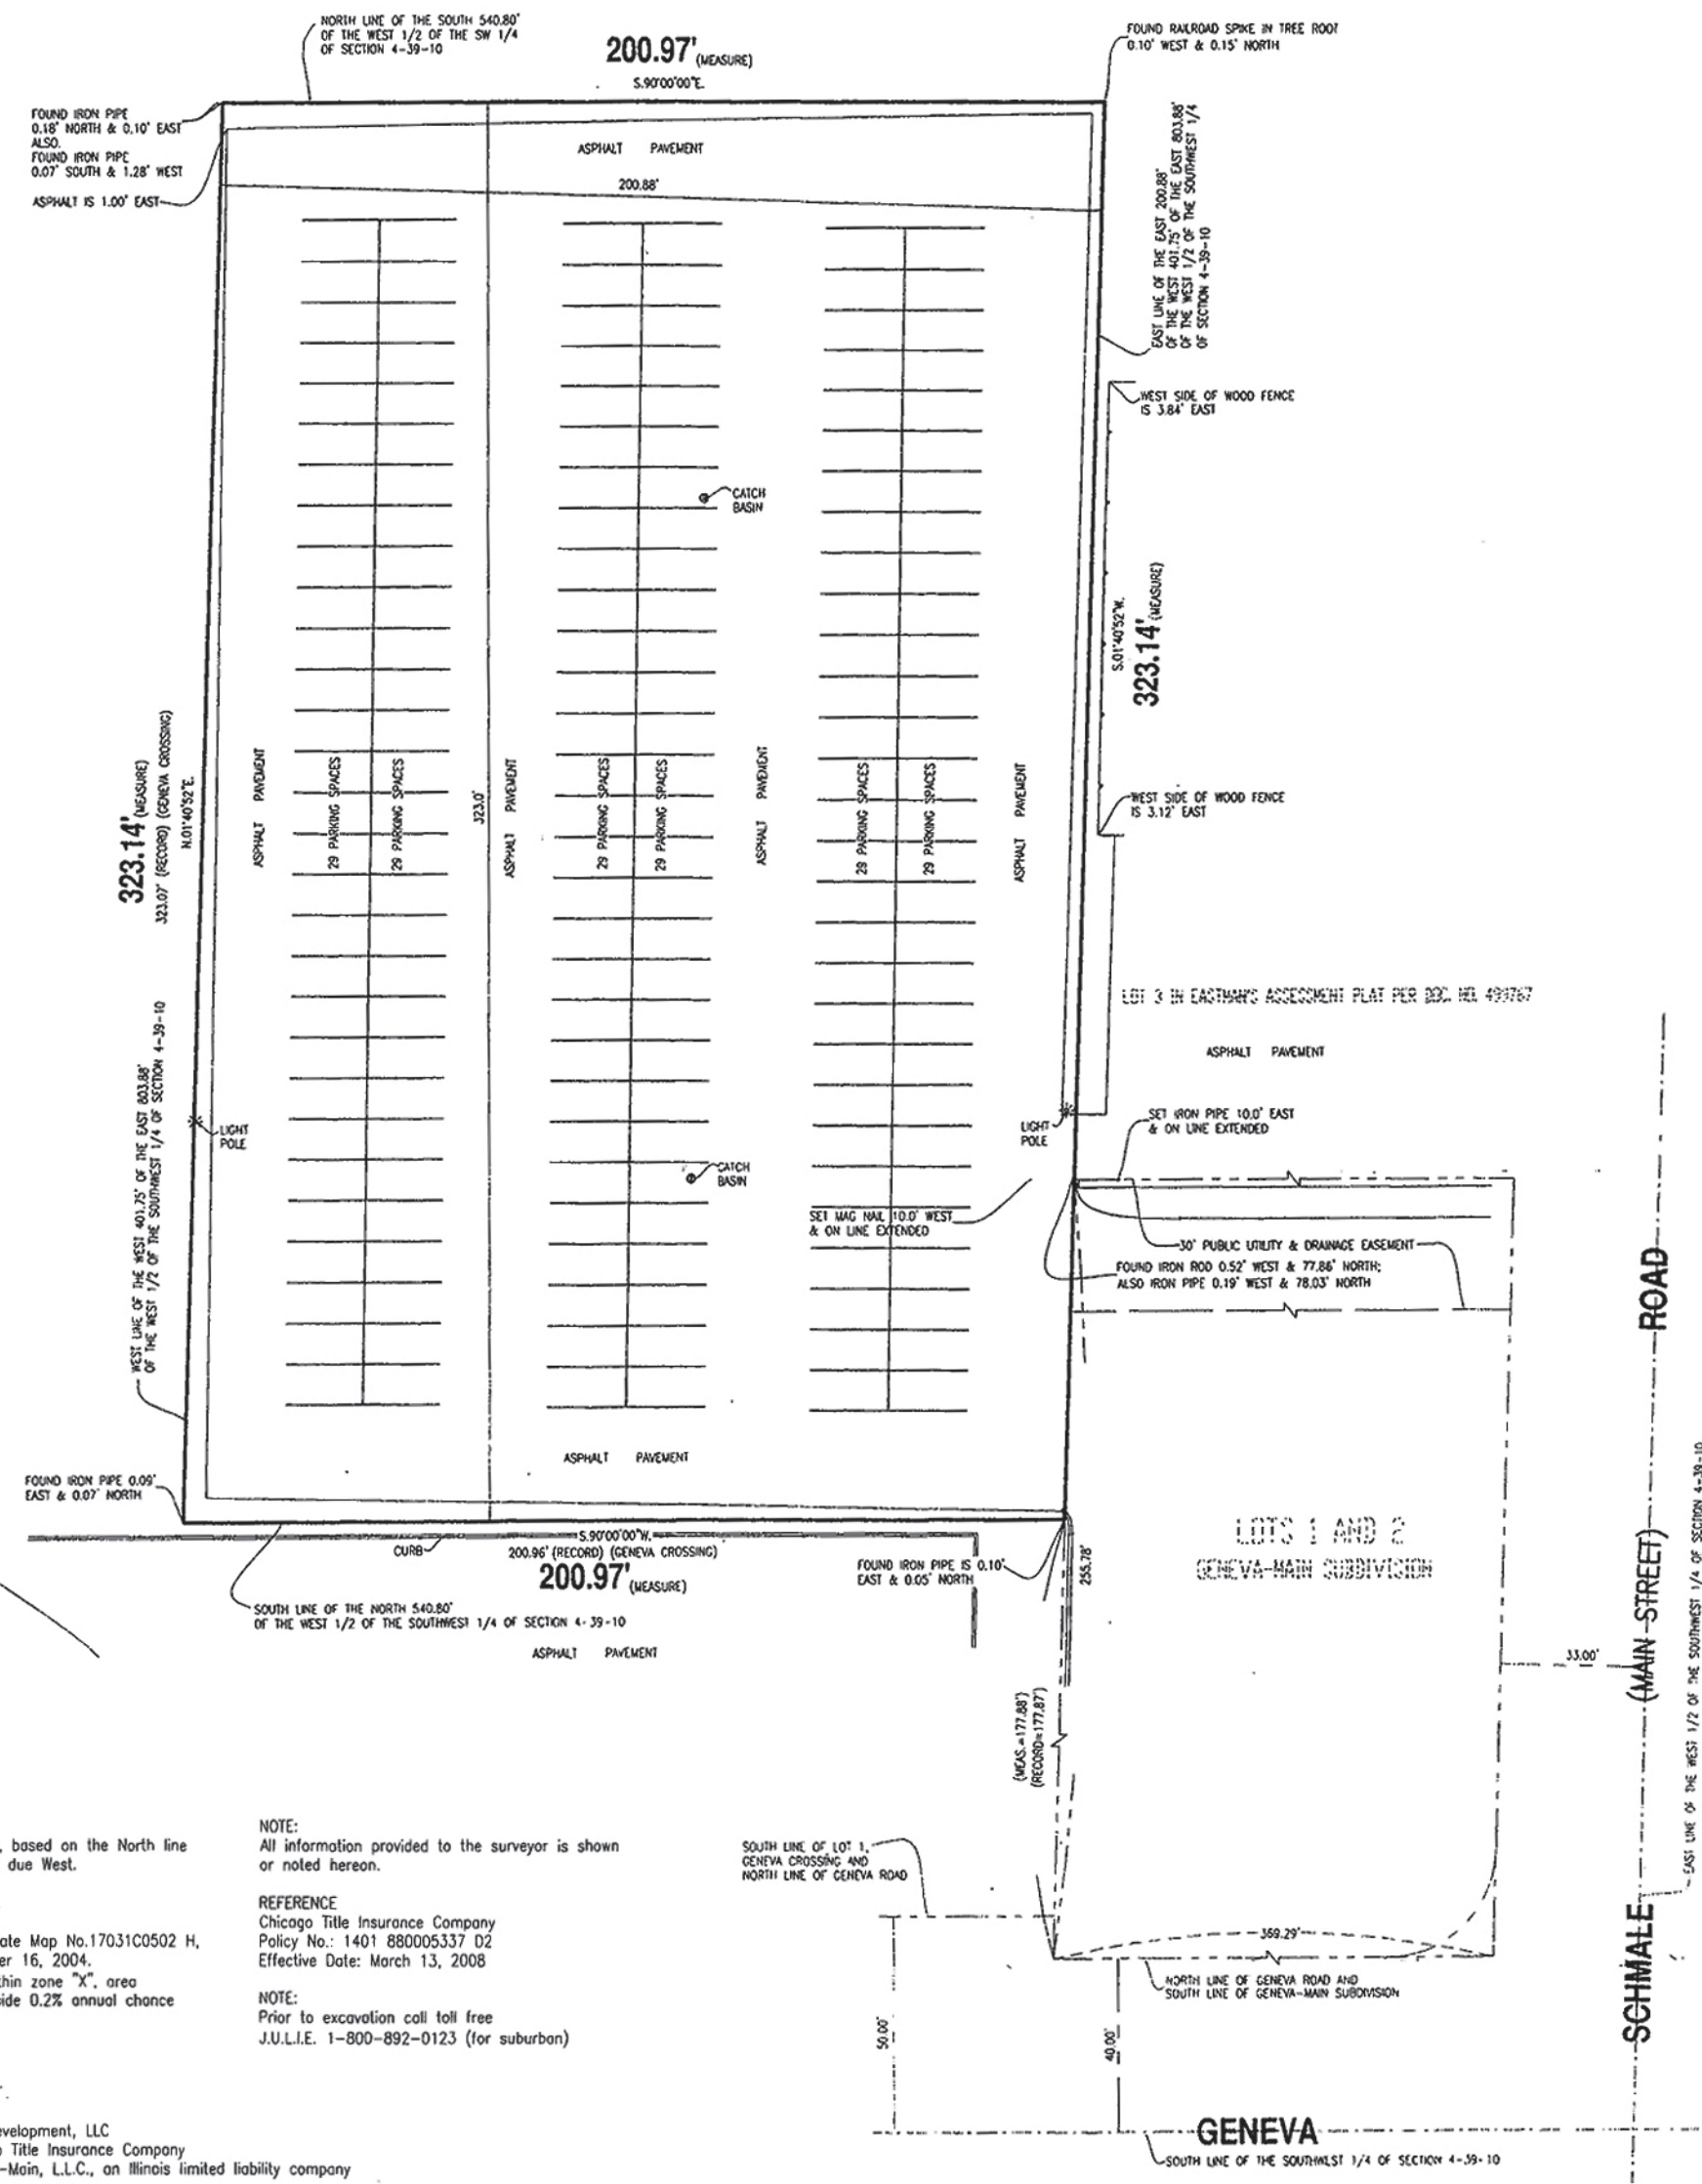 NORTH LINE OF THE SOUTH 540.80'
OF THE WEST 1/2 OF THE SW 1/4
OF SECTION 4-39-10
200.97' (MEASURE)
S.90°00'00"E.
FOUND RAILROAD SPIKE IN TREE ROOT
0.10' WEST & 0.15' NORTH
FOUND IRON PIPE
0.18' NORTH & 0.10' EAST
ALSO.
FOUND IRON PIPE
0.07' SOUTH & 1.28' WEST
ASPHALT IS 1.00' EAST
ASPHALT PAVEMENT
200.88'
EAST LINE OF THE EAST 200.88'
OF THE WEST 401.75' OF THE EAST 803.88'
OF THE WEST 1/2 OF THE SOUTHWEST 1/4
OF SECTION 4-39-10
WEST SIDE OF WOOD FENCE
IS 3.84' EAST
CATCH
BASIN
S.01°40'52"W.
323.14' (MEASURE)
323.14' (MEASURE)
323.07' (RECORD) (GENEVA CROSSING)
N.01°40'52"E.
ASPHALT PAVEMENT
29 PARKING SPACES
29 PARKING SPACES
323.0'
ASPHALT PAVEMENT
29 PARKING SPACES
29 PARKING SPACES
ASPHALT PAVEMENT
29 PARKING SPACES
29 PARKING SPACES
ASPHALT PAVEMENT
WEST SIDE OF WOOD FENCE
IS 3.12' EAST
LOT 3 IN EASTMAN'S ASSESSMENT PLAT PER DOC. NO. 499767
ASPHALT PAVEMENT
WEST LINE OF THE WEST 401.75' OF THE EAST 803.88'
OF THE WEST 1/2 OF THE SOUTHWEST 1/4 OF SECTION 4-39-10
LIGHT
POLE
LIGHT
POLE
SET IRON PIPE 10.0' EAST
& ON LINE EXTENDED
CATCH
BASIN
SET MAG NAIL 10.0' WEST
& ON LINE EXTENDED
30' PUBLIC UTILITY & DRAINAGE EASEMENT
FOUND IRON ROD 0.52' WEST & 77.86' NORTH;
ALSO IRON PIPE 0.19' WEST & 78.03' NORTH
ASPHALT PAVEMENT
FOUND IRON PIPE 0.09'
EAST & 0.07' NORTH
S.90°00'00"W.
CURB
200.96' (RECORD) (GENEVA CROSSING)
200.97' (MEASURE)
FOUND IRON PIPE IS 0.10'
EAST & 0.05' NORTH
255.78'
LOTS 1 AND 2
GENEVA-MAIN SUBDIVISION
SOUTH LINE OF THE NORTH 540.80'
OF THE WEST 1/2 OF THE SOUTHWEST 1/4 OF SECTION 4-39-10
ASPHALT PAVEMENT
33.00'
(MEAS.=177.88')
(RECORD=177.87')
SCHMALE (MAIN STREET) ROAD
EAST LINE OF THE WEST 1/2 OF THE SOUTHWEST 1/4 OF SECTION 4-39-10
, based on the North line
due West.
ate Map No.17031C0502 H,
er 16, 2004.
thin zone "X", area
side 0.2% annual chance
evelopment, LLC
Title Insurance Company
-Main, L.L.C., an Illinois limited liability company
NOTE:
All information provided to the surveyor is shown
or noted hereon.
REFERENCE
Chicago Title Insurance Company
Policy No.: 1401 880005337 D2
Effective Date: March 13, 2008
NOTE:
Prior to excavation call toll free
J.U.L.I.E. 1-800-892-0123 (for suburban)
SOUTH LINE OF LOT 1,
GENEVA CROSSING AND
NORTH LINE OF GENEVA ROAD
369.29'
NORTH LINE OF GENEVA ROAD AND
SOUTH LINE OF GENEVA-MAIN SUBDIVISION
50.00'
40.00'
GENEVA
SOUTH LINE OF THE SOUTHWEST 1/4 OF SECTION 4-39-10